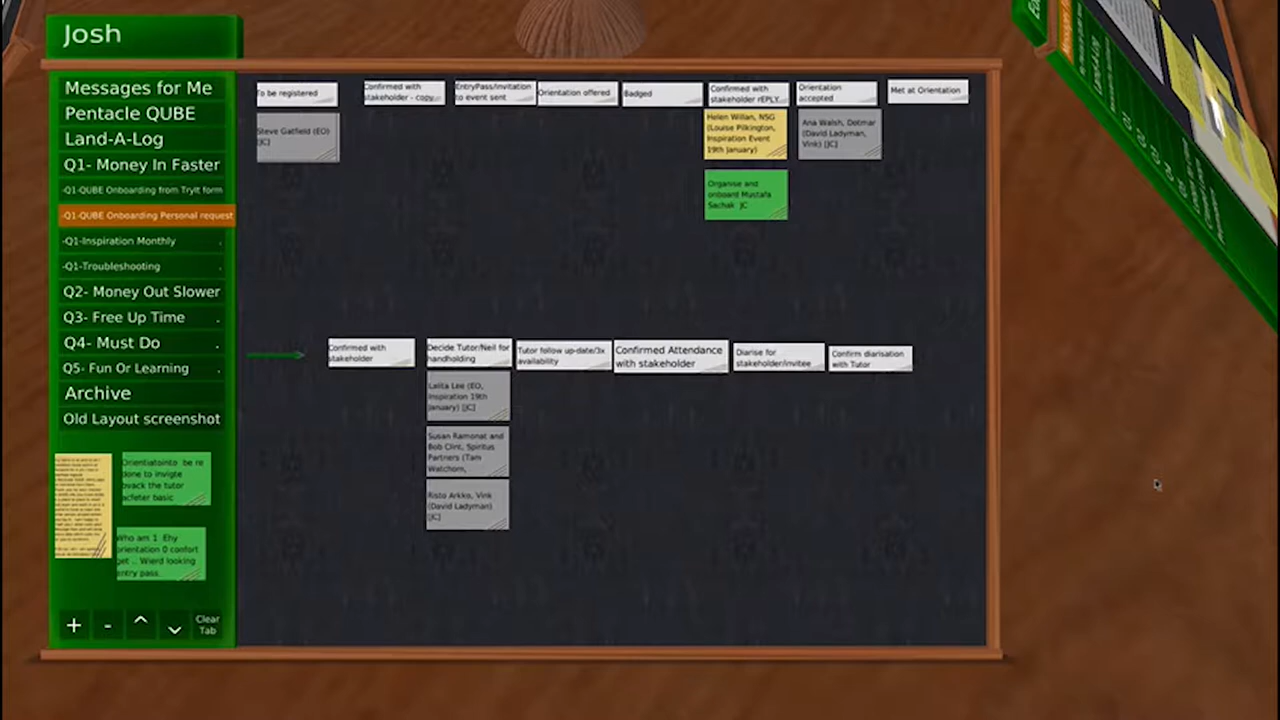 Josh
Messages for Me
Pentacle QUBE
Land-A-Log
Q1- Money In Faster
-Q1-QUBE Onboarding from TryIt form
-Q1-QUBE Onboarding Personal request
-Q1-Inspiration Monthly .
-Q1-Troubleshooting .
Q2- Money Out Slower
Q3- Free Up Time .
Q4- Must Do .
Q5- Fun Or Learning .
Archive
Old Layout screenshot
Orientiatointo be re
done to invigte
bvack the tutor
acfeter basic
Who am 1 Ehy
orientation 0 confort
get .. Wierd looking
entry pass
+ - ^ v Clear
Tab
To be registered
Confirmed with
stakeholder - copy...
EntryPass/invitation
to event sent
Orientation offered
Badged
Confirmed with
stakeholder rEPLY...
Orientation
accepted
Met at Orientation
Steve Gatfield (EO)
[JC]
Helen Willan, NSG
(Louise Pilkington,
Inspiration Event
19th January)
Ana Walsh, Dotmar
(David Ladyman,
Vink) [JC]
Organise and
onboard Mustafa
Sachak JC
Confirmed with
stakeholder
Decide Tutor/Neil for
handholding
Tutor follow up-date/3x
availability
Confirmed Attendance
with stakeholder
Diarise for
stakeholder/invitee
Confirm diarisation
with Tutor
Lalita Lee (EO,
Inspiration 19th
January) [JC]
Susan Ramonat and
Bob Clint, Spiritus
Partners (Tam
Watchorn,
Risto Arkko, Vink
(David Ladyman)
[JC]